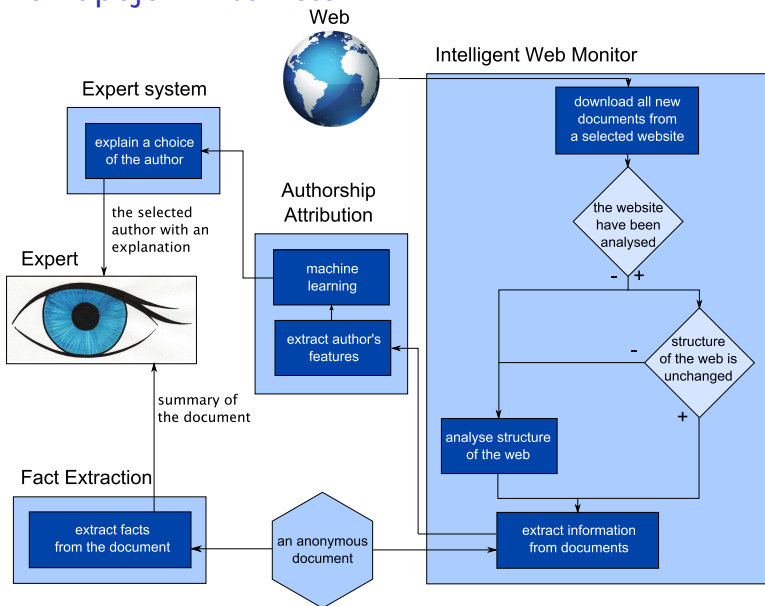 Web
Intelligent Web Monitor
download all new
documents from
a selected website
the website
have been
analysed
- +
structure
of the web is
unchanged
-
+
analyse structure
of the web
extract information
from documents
Expert system
explain a choice
of the author
the selected
author with an
explanation
Authorship
Attribution
machine
learning
extract author's
features
Expert
summary of
the document
Fact Extraction
extract facts
from the document
an anonymous
document